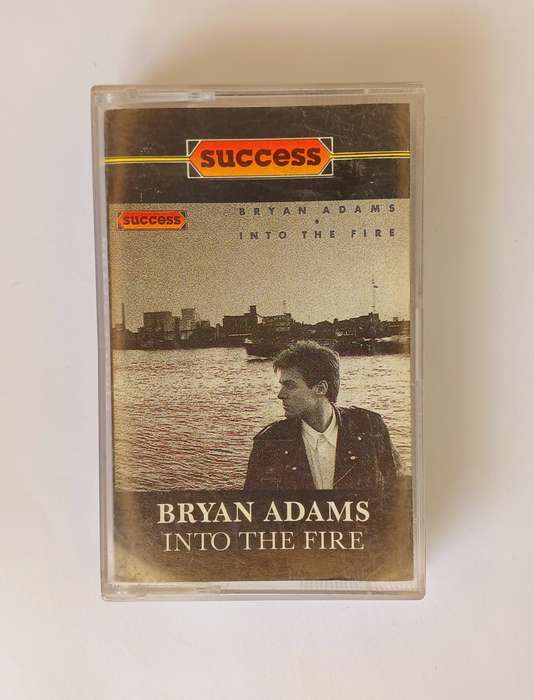 success
success
BRYAN ADAMS
•
INTO THE FIRE
BRYAN ADAMS
INTO THE FIRE